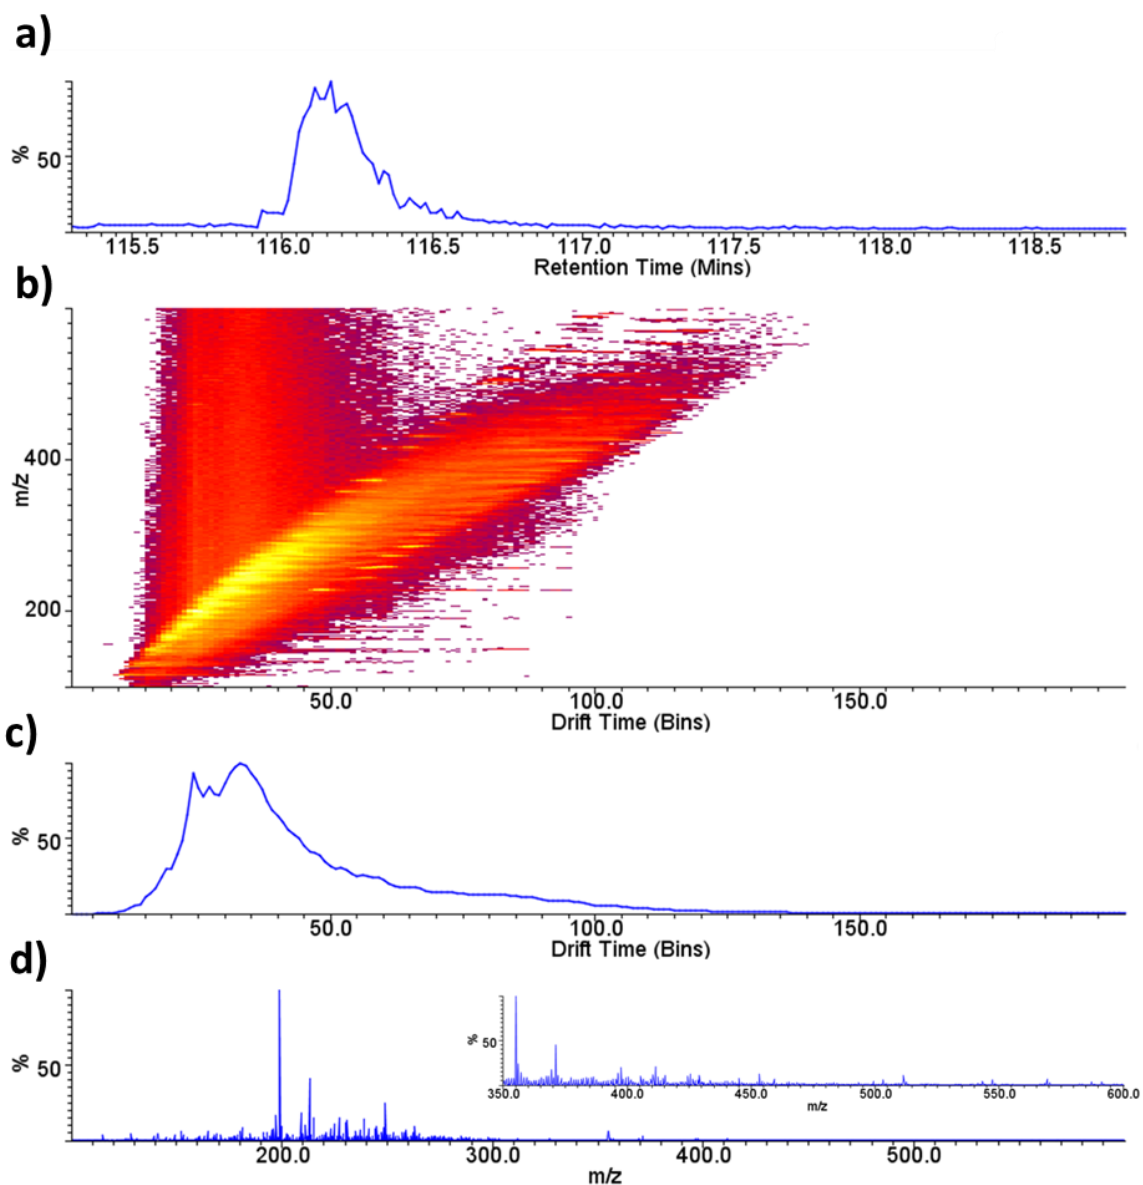 a)
%
50
115.5 116.0 116.5 117.0 117.5 118.0 118.5
Retention Time (Mins)
b)
m/z
400
200
50.0 100.0 150.0
Drift Time (Bins)
c)
%
50
50.0 100.0 150.0
Drift Time (Bins)
d)
%
50
200.0 300.0 400.0 500.0
m/z
%
50
350.0 400.0 450.0 500.0 550.0 600.0
m/z